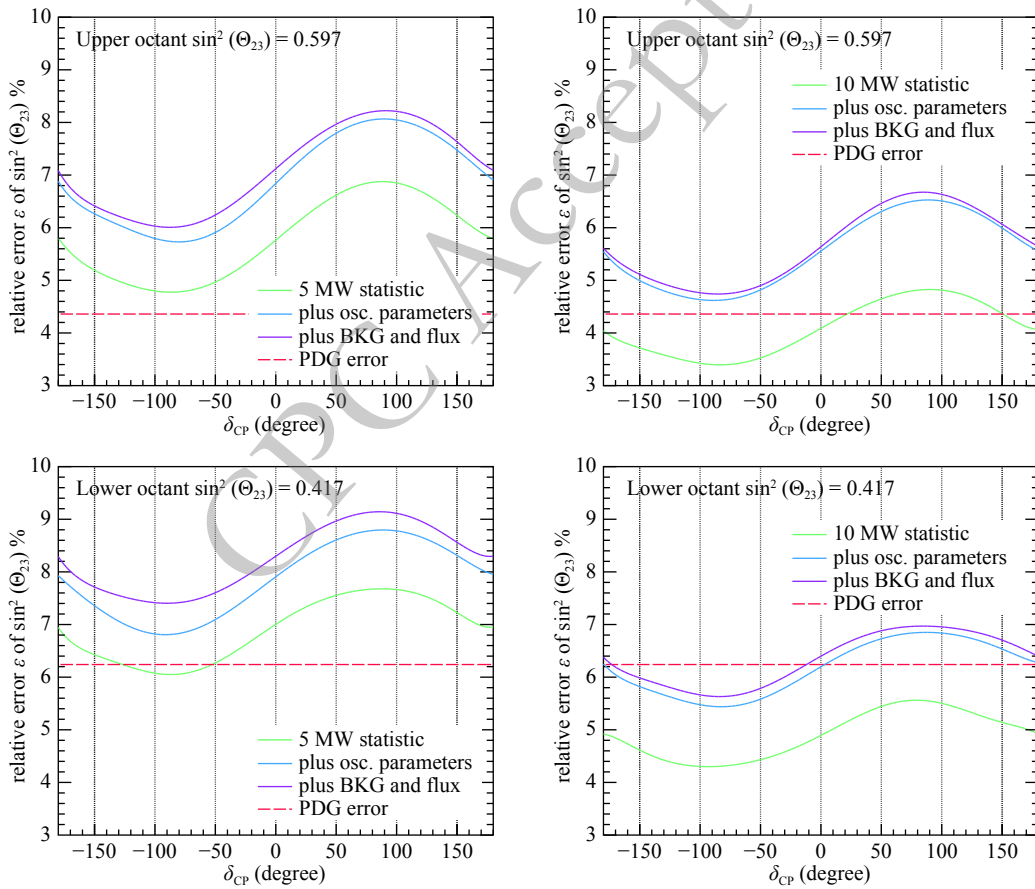 Upper octant sin² (Θ₂₃) = 0.597
relative error ε of sin² (Θ₂₃) %
10
9
8
7
6
5
4
3
5 MW statistic
plus osc. parameters
plus BKG and flux
PDG error
−150 −100 −50 0 50 100 150
δCP (degree)
Upper octant sin² (Θ₂₃) = 0.597
relative error ε of sin² (Θ₂₃) %
10
9
8
7
6
5
4
3
10 MW statistic
plus osc. parameters
plus BKG and flux
PDG error
−150 −100 −50 0 50 100 150
δCP (degree)
Lower octant sin² (Θ₂₃) = 0.417
relative error ε of sin² (Θ₂₃) %
10
9
8
7
6
5
4
3
5 MW statistic
plus osc. parameters
plus BKG and flux
PDG error
−150 −100 −50 0 50 100 150
δCP (degree)
Lower octant sin² (Θ₂₃) = 0.417
relative error ε of sin² (Θ₂₃) %
10
9
8
7
6
5
4
3
10 MW statistic
plus osc. parameters
plus BKG and flux
PDG error
−150 −100 −50 0 50 100 150
δCP (degree)
CPC Accept